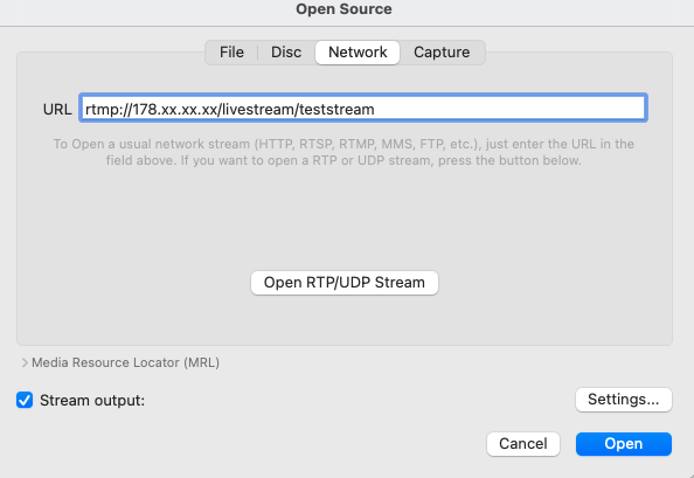 Open Source
File Disc Network Capture
URL rtmp://178.xx.xx.xx/livestream/teststream
To Open a usual network stream (HTTP, RTSP, RTMP, MMS, FTP, etc.), just enter the URL in the
field above. If you want to open a RTP or UDP stream, press the button below.
Open RTP/UDP Stream
Media Resource Locator (MRL)
Stream output: Settings...
Cancel Open